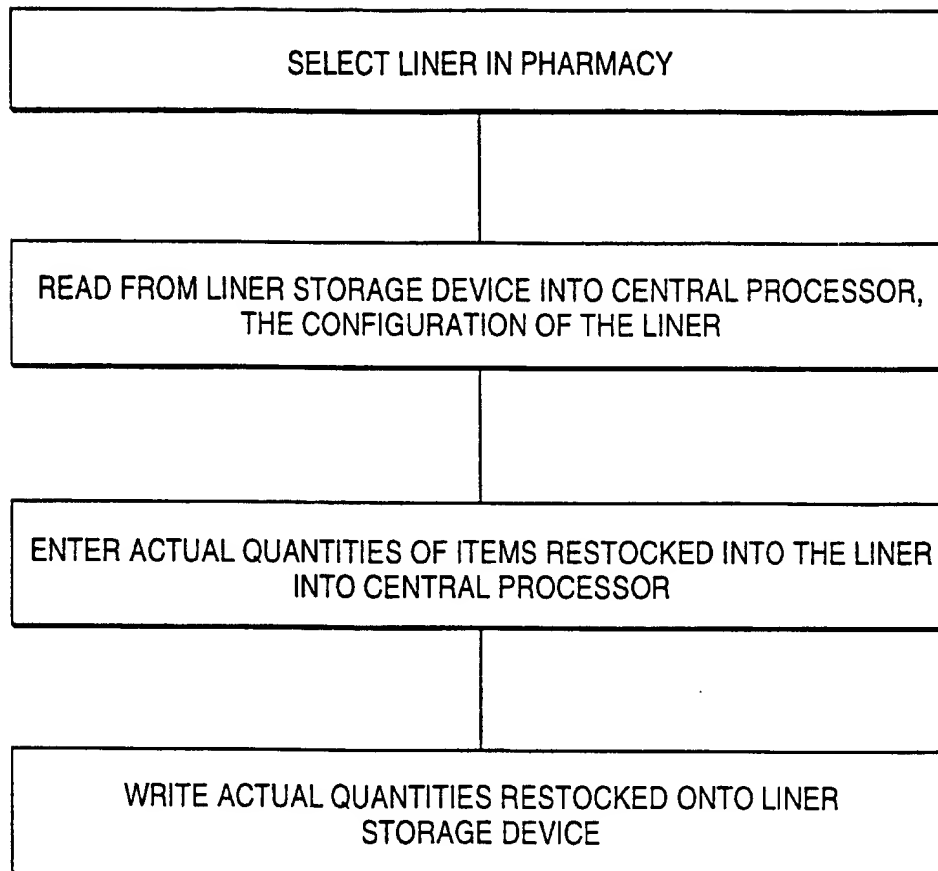 SELECT LINER IN PHARMACY
READ FROM LINER STORAGE DEVICE INTO CENTRAL PROCESSOR,
THE CONFIGURATION OF THE LINER
ENTER ACTUAL QUANTITIES OF ITEMS RESTOCKED INTO THE LINER
INTO CENTRAL PROCESSOR
WRITE ACTUAL QUANTITIES RESTOCKED ONTO LINER
STORAGE DEVICE